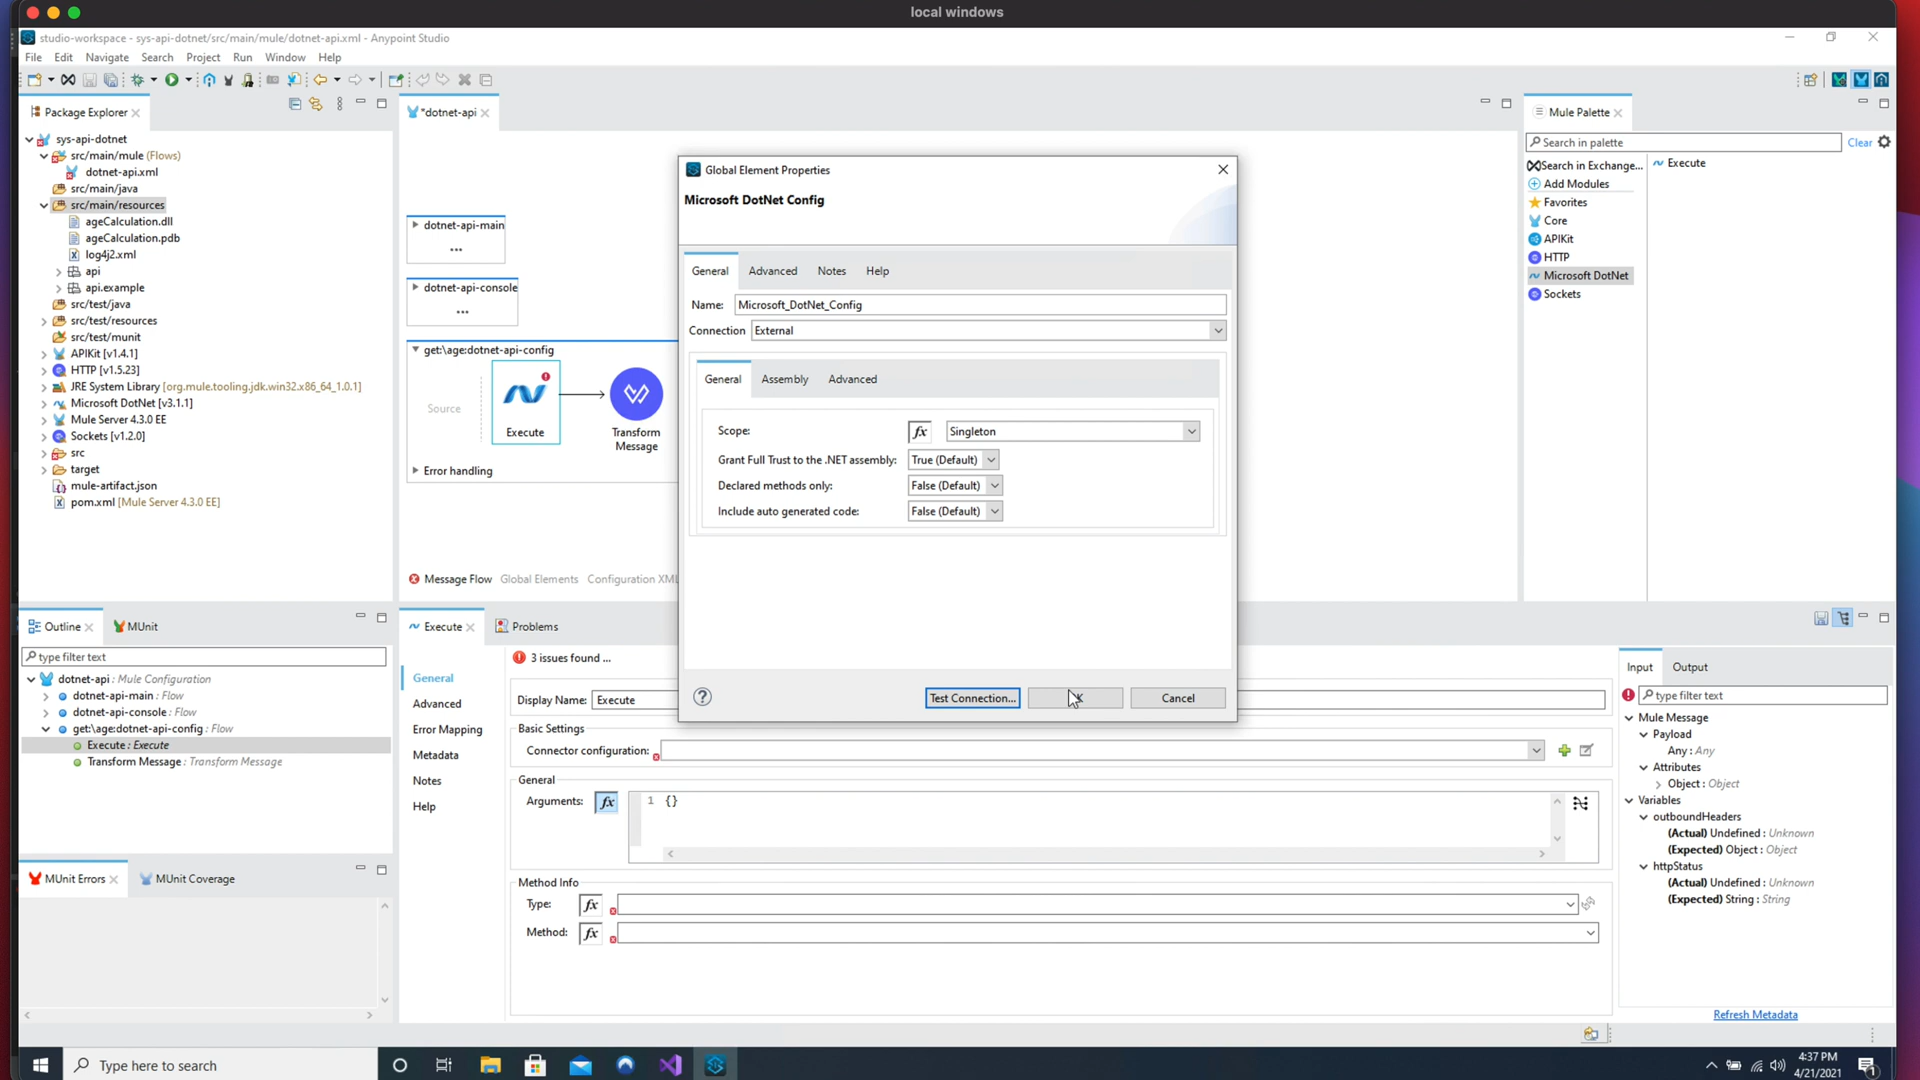 local windows
studio-workspace - sys-api-dotnet/src/main/mule/dotnet-api.xml - Anypoint Studio
File Edit Navigate Search Project Run Window Help
Package Explorer
sys-api-dotnet
src/main/mule (Flows)
dotnet-api.xml
src/main/java
src/main/resources
ageCalculation.dll
ageCalculation.pdb
log4j2.xml
api
api.example
src/test/java
src/test/resources
src/test/munit
APIKit [v1.4.1]
HTTP [v1.5.23]
JRE System Library [org.mule.tooling.jdk.win32.x86_64_1.0.1]
Microsoft DotNet [v3.1.1]
Mule Server 4.3.0 EE
Sockets [v1.2.0]
src
target
mule-artifact.json
pom.xml [Mule Server 4.3.0 EE]
*dotnet-api
dotnet-api-main
...
dotnet-api-console
...
get:\age:dotnet-api-config
Source
Execute
Transform
Message
Error handling
Message Flow Global Elements Configuration XML
Global Element Properties
Microsoft DotNet Config
General Advanced Notes Help
Name: Microsoft_DotNet_Config
Connection External
General Assembly Advanced
Scope: fx Singleton
Grant Full Trust to the .NET assembly: True (Default)
Declared methods only: False (Default)
Include auto generated code: False (Default)
? Test Connection... Cancel
Mule Palette
Search in palette Clear
Search in Exchange...
Add Modules
Favorites
Core
APIKit
HTTP
Microsoft DotNet
Sockets
Execute
Outline MUnit
type filter text
dotnet-api : Mule Configuration
dotnet-api-main : Flow
dotnet-api-console : Flow
get:\age:dotnet-api-config : Flow
Execute : Execute
Transform Message : Transform Message
MUnit Errors MUnit Coverage
Execute Problems
General
Advanced
Error Mapping
Metadata
Notes
Help
3 issues found ...
Display Name: Execute
Basic Settings
Connector configuration:
General
Arguments: fx 1 {}
Method Info
Type: fx
Method: fx
Input Output
type filter text
Mule Message
Payload
Any : Any
Attributes
Object : Object
Variables
outboundHeaders
(Actual) Undefined : Unknown
(Expected) Object : Object
httpStatus
(Actual) Undefined : Unknown
(Expected) String : String
Refresh Metadata
Type here to search
4:37 PM
4/21/2021
1